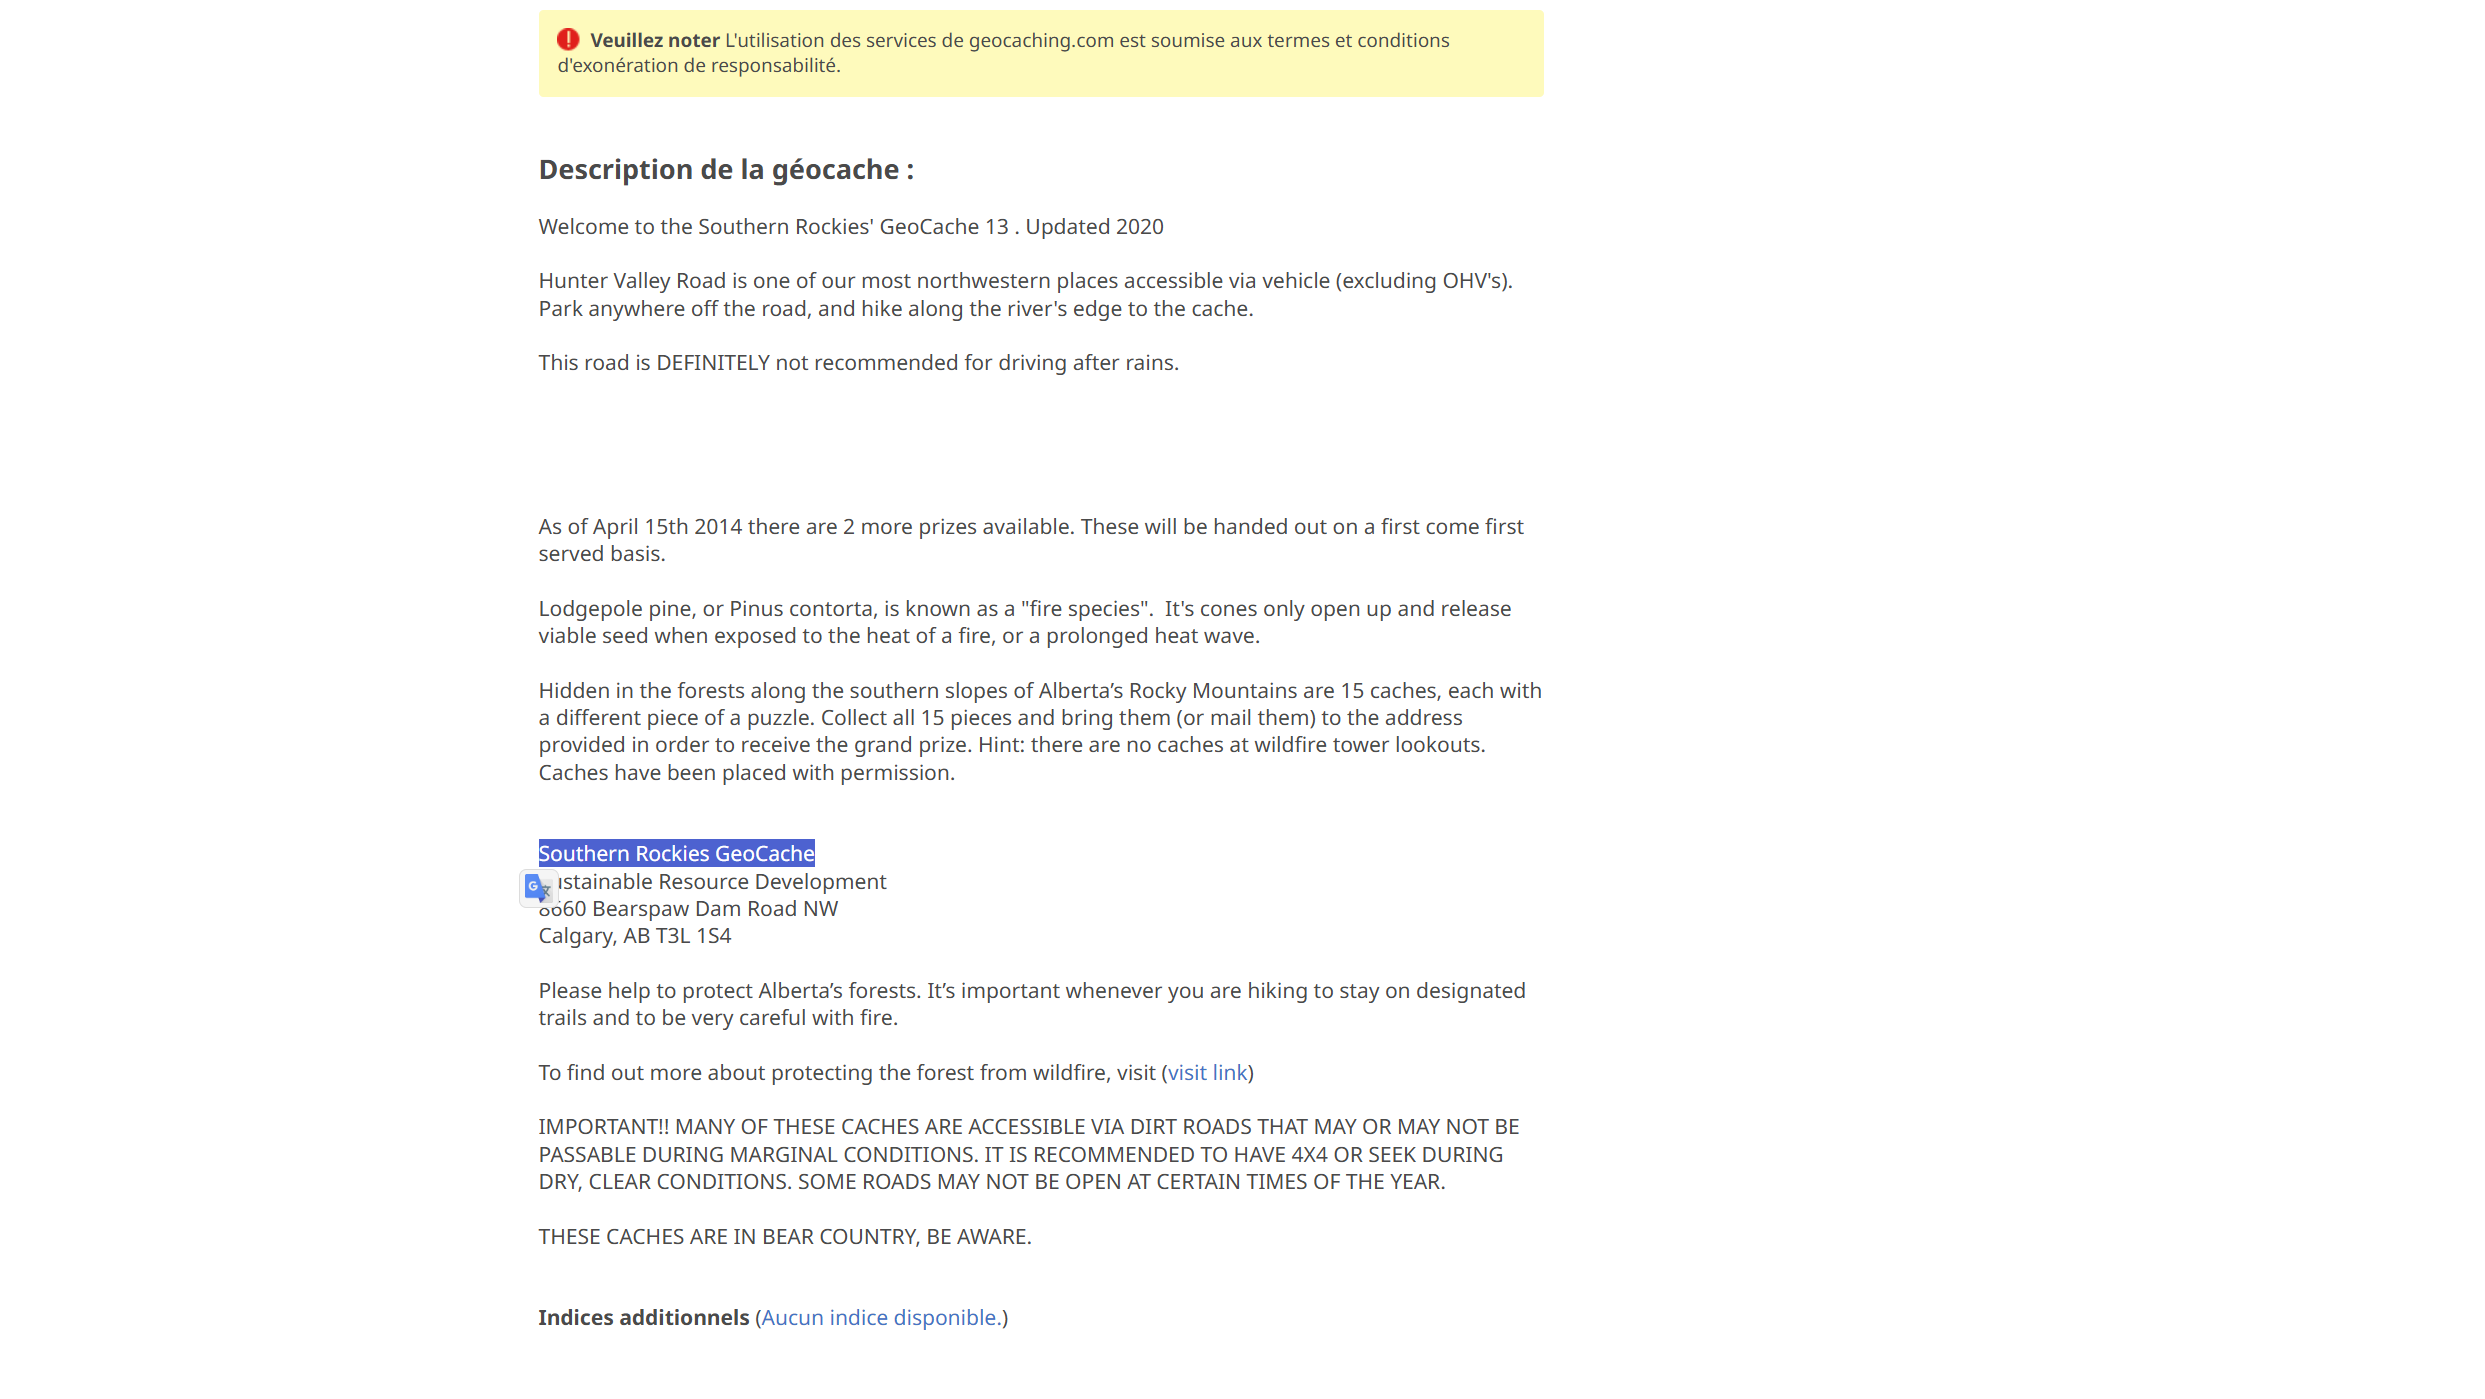 Veuillez noter L'utilisation des services de geocaching.com est soumise aux termes et conditions
d'exonération de responsabilité.
Description de la géocache :
Welcome to the Southern Rockies' GeoCache 13 . Updated 2020
Hunter Valley Road is one of our most northwestern places accessible via vehicle (excluding OHV's).
Park anywhere off the road, and hike along the river's edge to the cache.
This road is DEFINITELY not recommended for driving after rains.
As of April 15th 2014 there are 2 more prizes available. These will be handed out on a first come first
served basis.
Lodgepole pine, or Pinus contorta, is known as a "fire species".  It's cones only open up and release
viable seed when exposed to the heat of a fire, or a prolonged heat wave.
Hidden in the forests along the southern slopes of Alberta’s Rocky Mountains are 15 caches, each with
a different piece of a puzzle. Collect all 15 pieces and bring them (or mail them) to the address
provided in order to receive the grand prize. Hint: there are no caches at wildfire tower lookouts.
Caches have been placed with permission.
Southern Rockies GeoCache
ustainable Resource Development
8660 Bearspaw Dam Road NW
Calgary, AB T3L 1S4
Please help to protect Alberta’s forests. It’s important whenever you are hiking to stay on designated
trails and to be very careful with fire.
To find out more about protecting the forest from wildfire, visit (visit link)
IMPORTANT!! MANY OF THESE CACHES ARE ACCESSIBLE VIA DIRT ROADS THAT MAY OR MAY NOT BE
PASSABLE DURING MARGINAL CONDITIONS. IT IS RECOMMENDED TO HAVE 4X4 OR SEEK DURING
DRY, CLEAR CONDITIONS. SOME ROADS MAY NOT BE OPEN AT CERTAIN TIMES OF THE YEAR.
THESE CACHES ARE IN BEAR COUNTRY, BE AWARE.
Indices additionnels (Aucun indice disponible.)